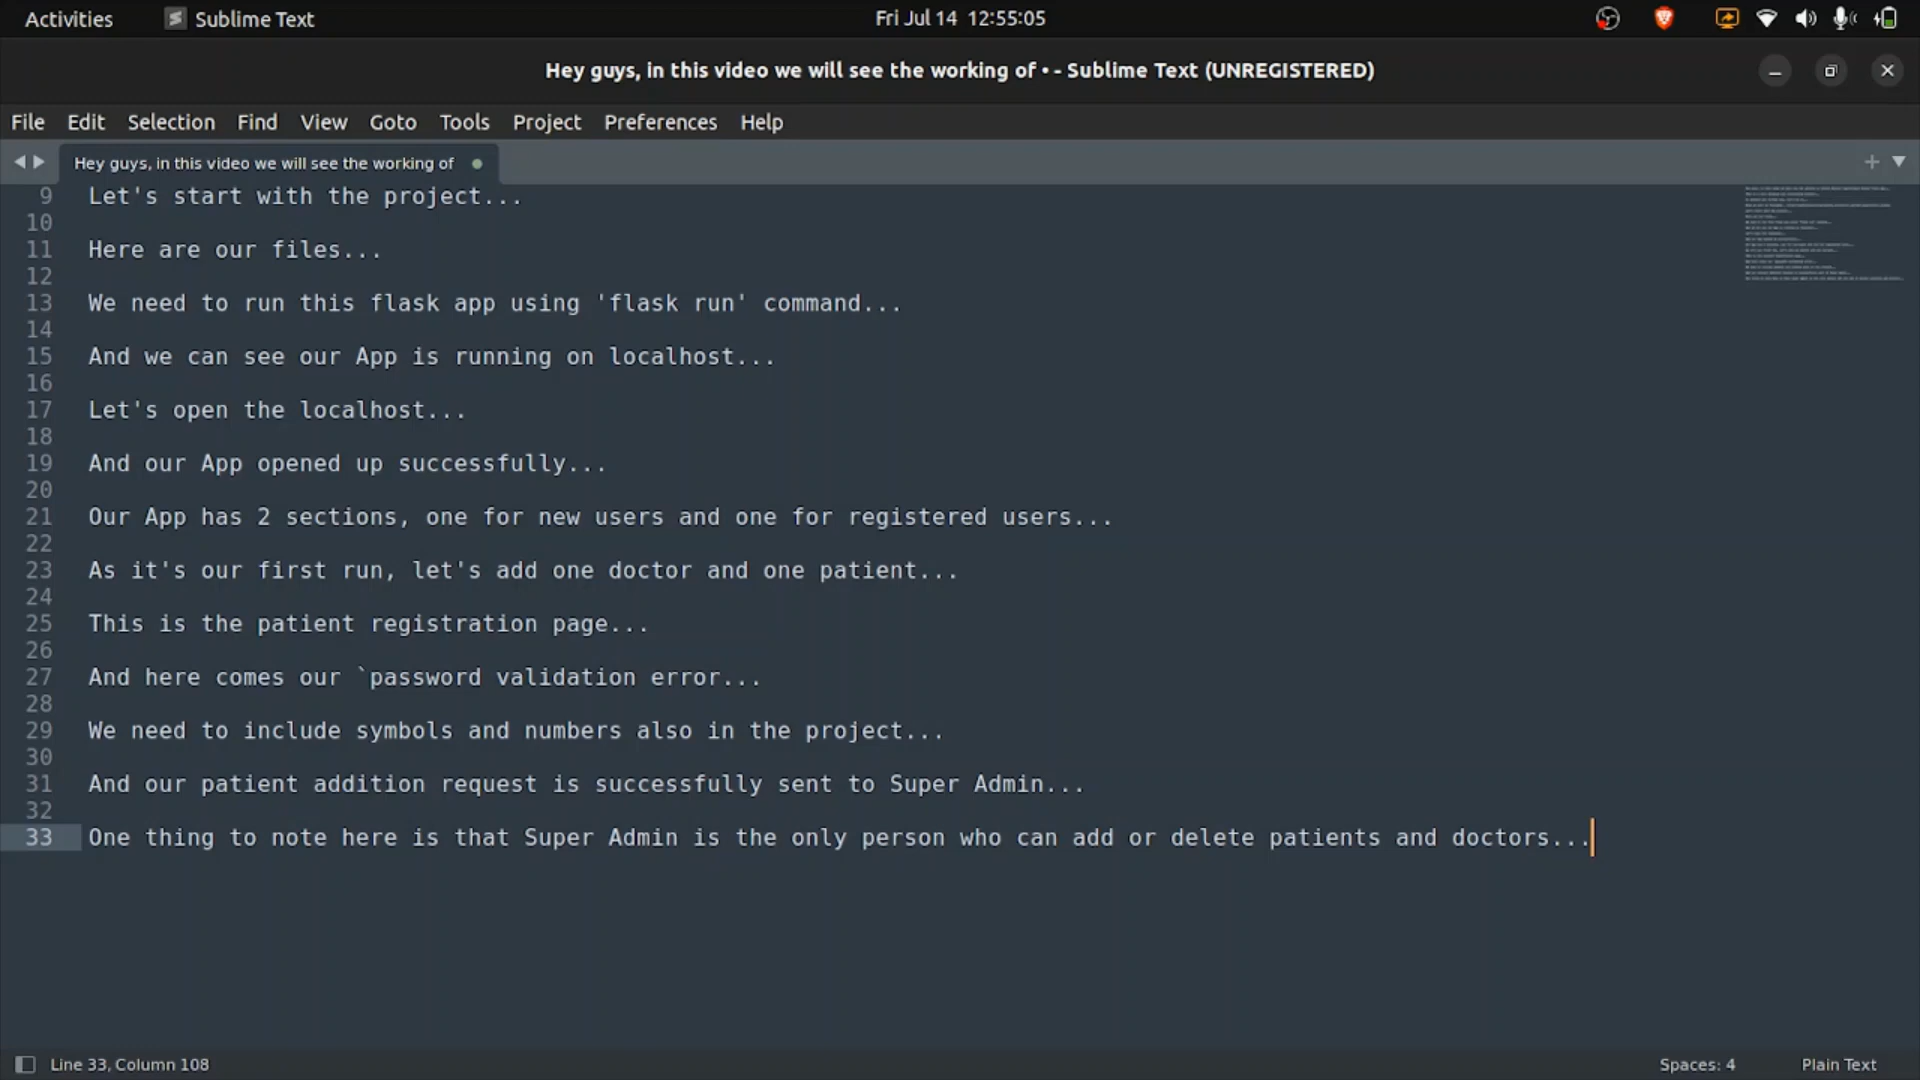 Activities Sublime Text Fri Jul 14 12:55:05
Hey guys, in this video we will see the working of • - Sublime Text (UNREGISTERED)
File Edit Selection Find View Goto Tools Project Preferences Help
Hey guys, in this video we will see the working of
9 Let's start with the project...
10
11 Here are our files...
12
13 We need to run this flask app using 'flask run' command...
14
15 And we can see our App is running on localhost...
16
17 Let's open the localhost...
18
19 And our App opened up successfully...
20
21 Our App has 2 sections, one for new users and one for registered users...
22
23 As it's our first run, let's add one doctor and one patient...
24
25 This is the patient registration page...
26
27 And here comes our `password validation error...
28
29 We need to include symbols and numbers also in the project...
30
31 And our patient addition request is successfully sent to Super Admin...
32
33 One thing to note here is that Super Admin is the only person who can add or delete patients and doctors...
Line 33, Column 108 Spaces: 4 Plain Text